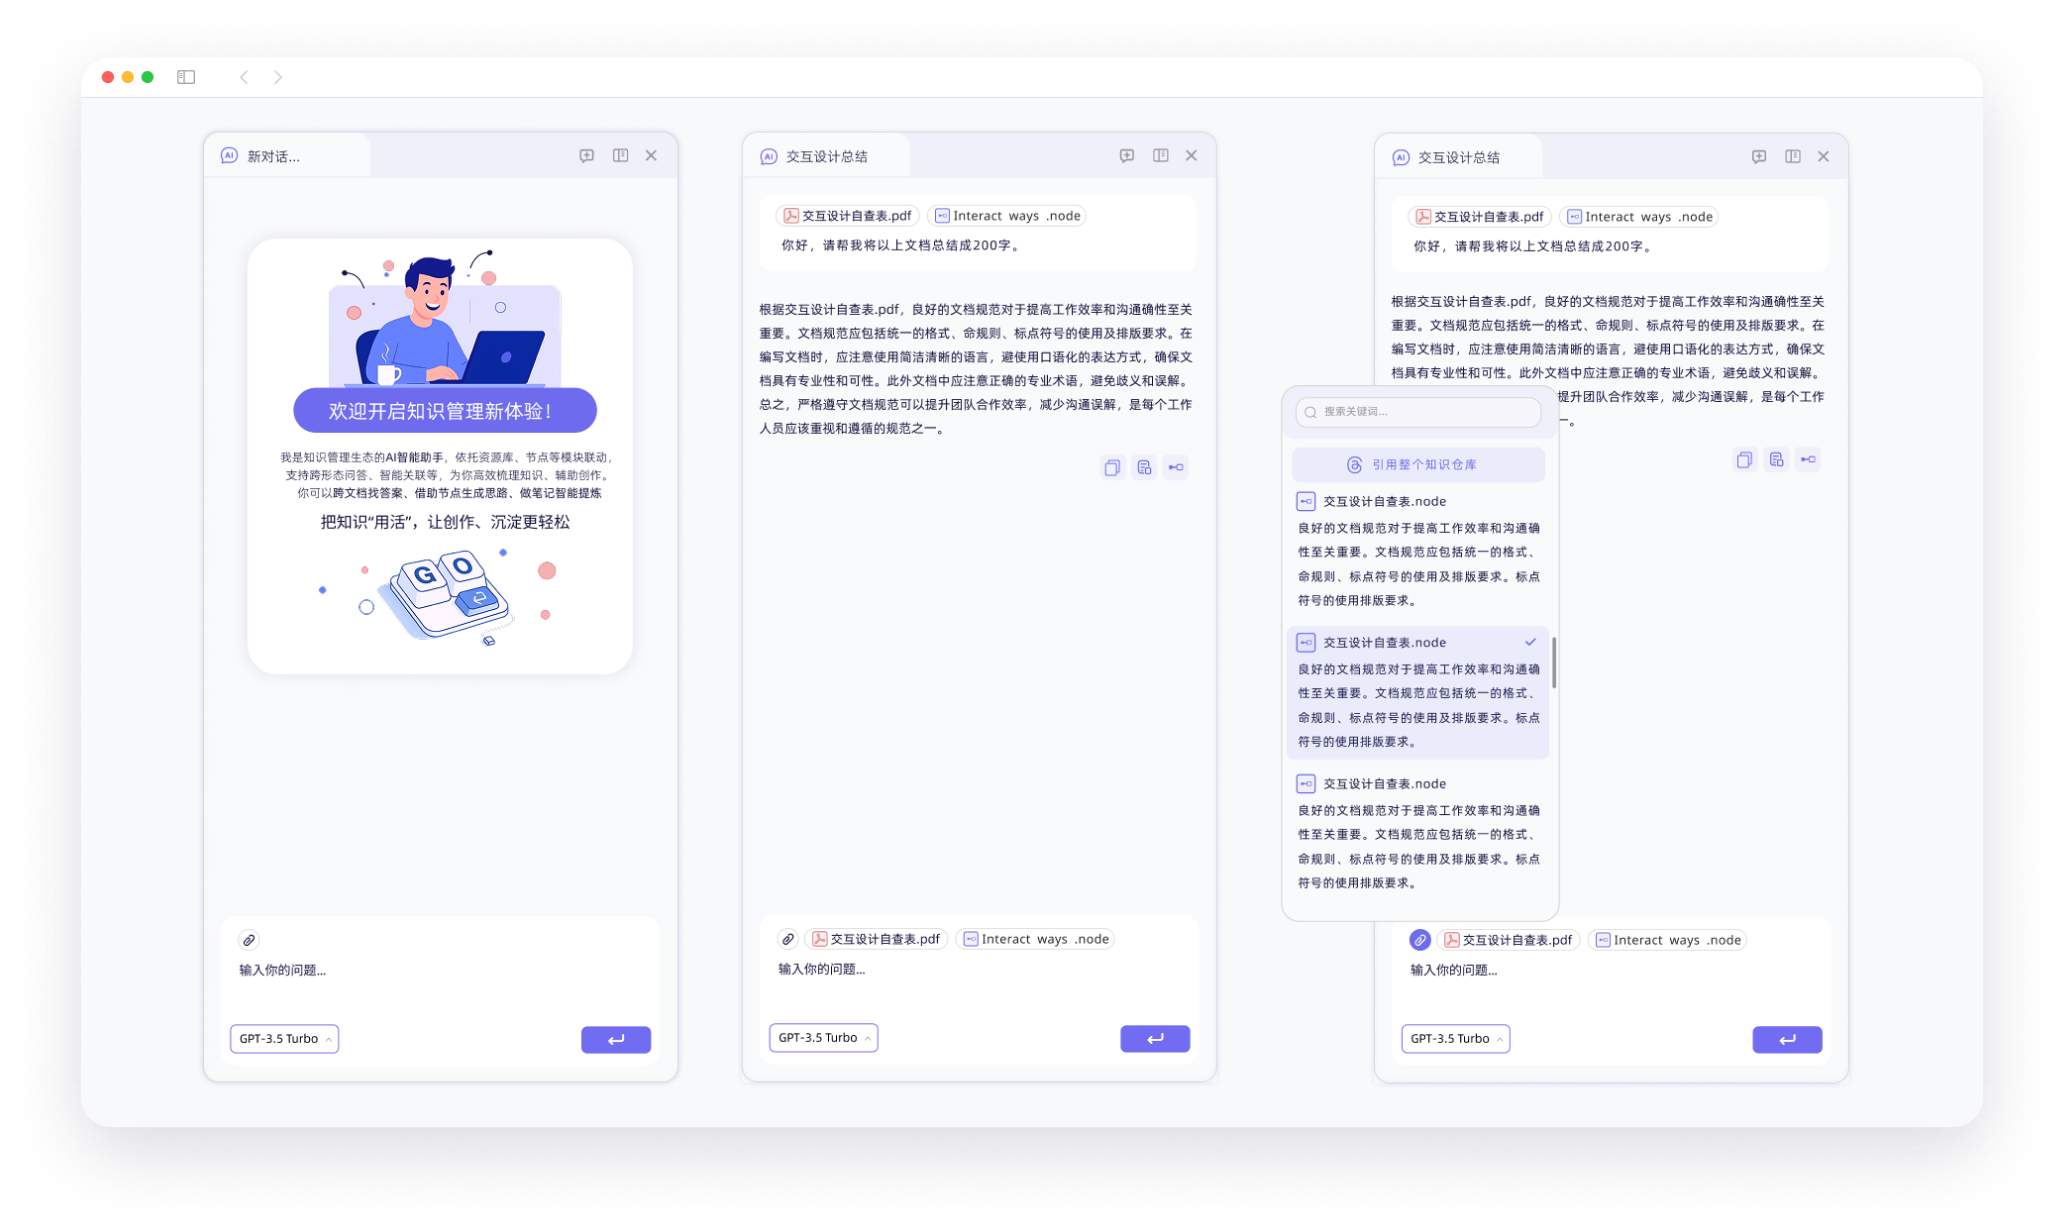 AI 新对话...
欢迎开启知识管理新体验！
我是知识管理生态的AI智能助手，依托资源库、节点等模块联动，
支持跨形态问答、智能关联等，为你高效梳理知识、辅助创作。
你可以跨文档找答案、借助节点生成思路、做笔记智能提炼
把知识“用活”，让创作、沉淀更轻松
G O
输入你的问题...
GPT-3.5 Turbo
AI 交互设计总结
交互设计自查表.pdf Interact ways .node
你好，请帮我将以上文档总结成200字。
根据交互设计自查表.pdf，良好的文档规范对于提高工作效率和沟通确性至关
重要。文档规范应包括统一的格式、命规则、标点符号的使用及排版要求。在
编写文档时，应注意使用简洁清晰的语言，避使用口语化的表达方式，确保文
档具有专业性和可性。此外文档中应注意正确的专业术语，避免歧义和误解。
总之，严格遵守文档规范可以提升团队合作效率，减少沟通误解，是每个工作
人员应该重视和遵循的规范之一。
交互设计自查表.pdf Interact ways .node
输入你的问题...
GPT-3.5 Turbo
AI 交互设计总结
交互设计自查表.pdf Interact ways .node
你好，请帮我将以上文档总结成200字。
根据交互设计自查表.pdf，良好的文档规范对于提高工作效率和沟通确性至关
重要。文档规范应包括统一的格式、命规则、标点符号的使用及排版要求。在
编写文档时，应注意使用简洁清晰的语言，避使用口语化的表达方式，确保文
档具有专业性和可性。此外文档中应注意正确的专业术语，避免歧义和误解。
提升团队合作效率，减少沟通误解，是每个工作
一。
搜索关键词...
引用整个知识仓库
交互设计自查表.node
良好的文档规范对于提高工作效率和沟通确
性至关重要。文档规范应包括统一的格式、
命规则、标点符号的使用及排版要求。标点
符号的使用排版要求。
交互设计自查表.node
良好的文档规范对于提高工作效率和沟通确
性至关重要。文档规范应包括统一的格式、
命规则、标点符号的使用及排版要求。标点
符号的使用排版要求。
交互设计自查表.node
良好的文档规范对于提高工作效率和沟通确
性至关重要。文档规范应包括统一的格式、
命规则、标点符号的使用及排版要求。标点
符号的使用排版要求。
交互设计自查表.pdf Interact ways .node
输入你的问题...
GPT-3.5 Turbo